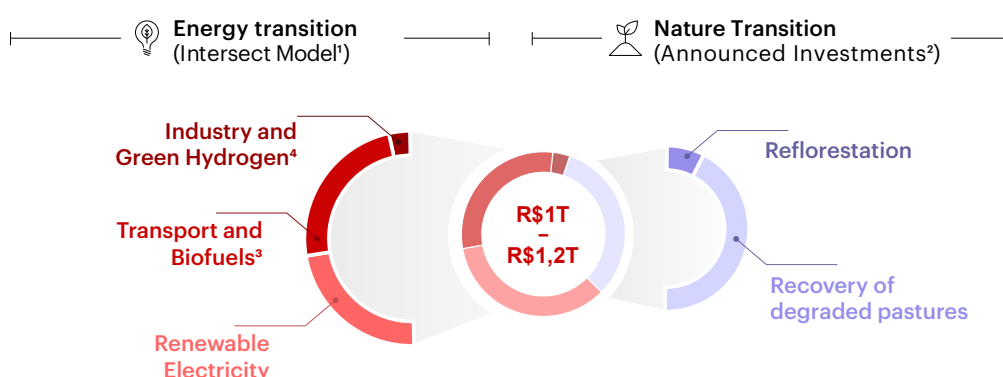 Energy transition
(Intersect Model¹)
Nature Transition
(Announced Investments²)
Industry and
Green Hydrogen⁴
Transport and
Biofuels³
Renewable
Electricity
R$1T
–
R$1,2T
Reflorestation
Recovery of
degraded pastures